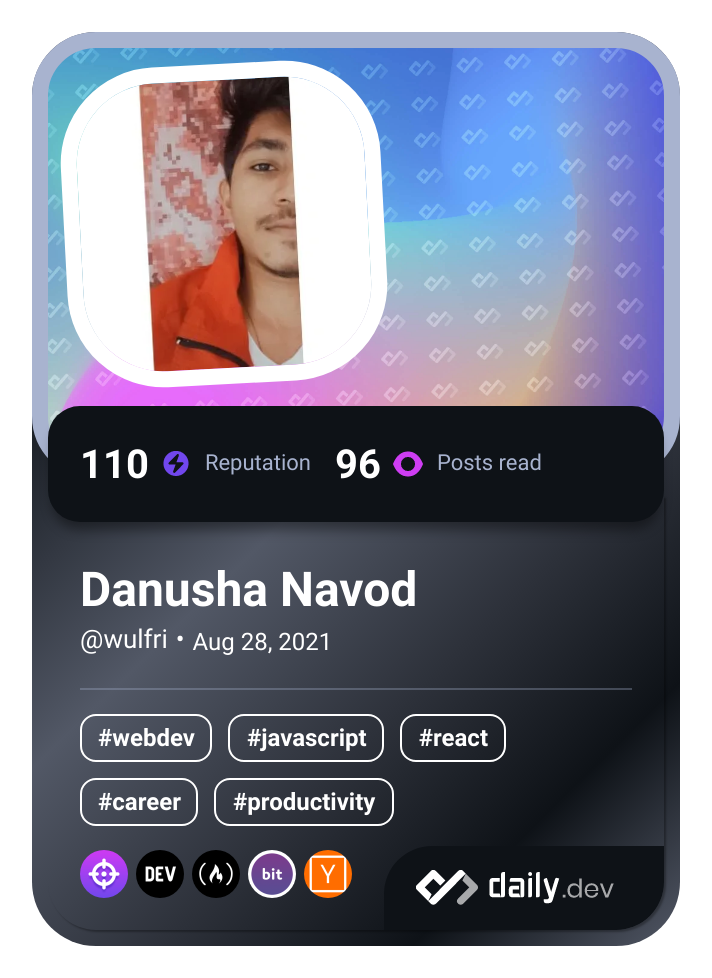 110 Reputation 96 Posts read
Danusha Navod
@wulfri • Aug 28, 2021
#webdev #javascript #react
#career #productivity
DEV bit Y daily.dev